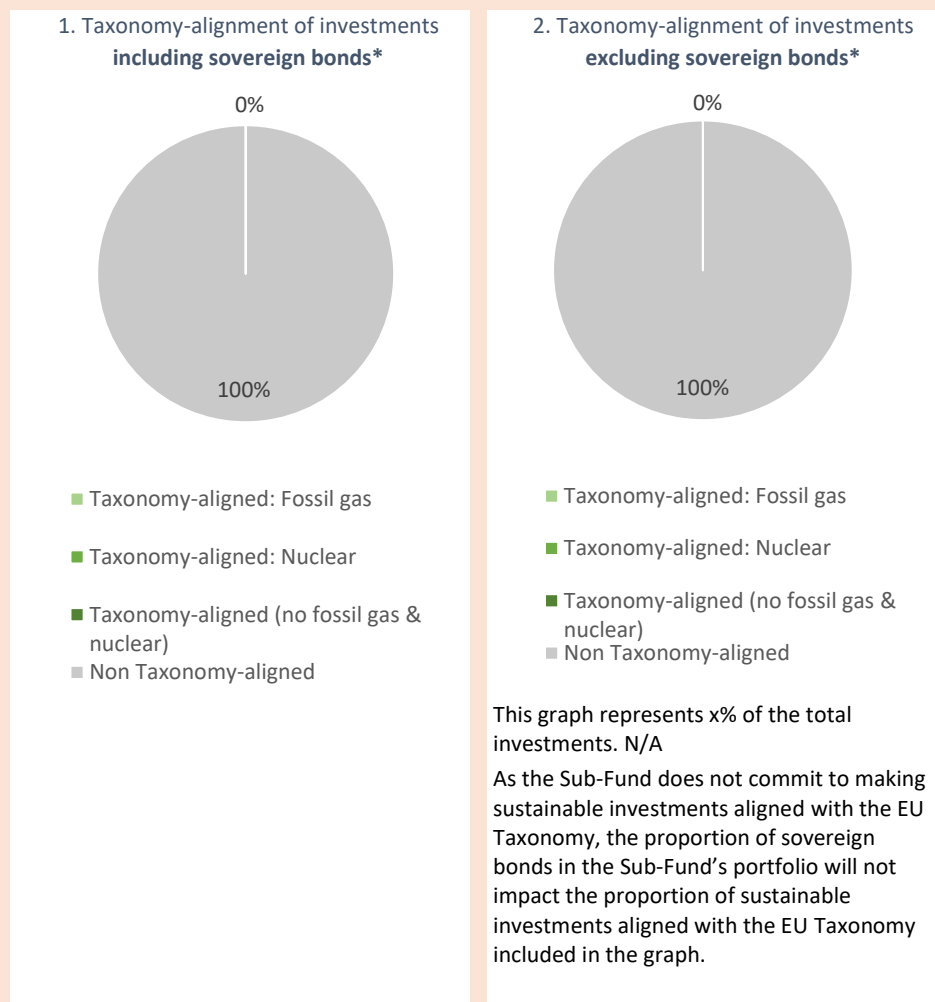 1. Taxonomy-alignment of investments
including sovereign bonds*
0%
100%
Taxonomy-aligned: Fossil gas
Taxonomy-aligned: Nuclear
Taxonomy-aligned (no fossil gas &
nuclear)
Non Taxonomy-aligned
2. Taxonomy-alignment of investments
excluding sovereign bonds*
0%
100%
Taxonomy-aligned: Fossil gas
Taxonomy-aligned: Nuclear
Taxonomy-aligned (no fossil gas &
nuclear)
Non Taxonomy-aligned
This graph represents x% of the total
investments. N/A
As the Sub-Fund does not commit to making
sustainable investments aligned with the EU
Taxonomy, the proportion of sovereign
bonds in the Sub-Fund’s portfolio will not
impact the proportion of sustainable
investments aligned with the EU Taxonomy
included in the graph.